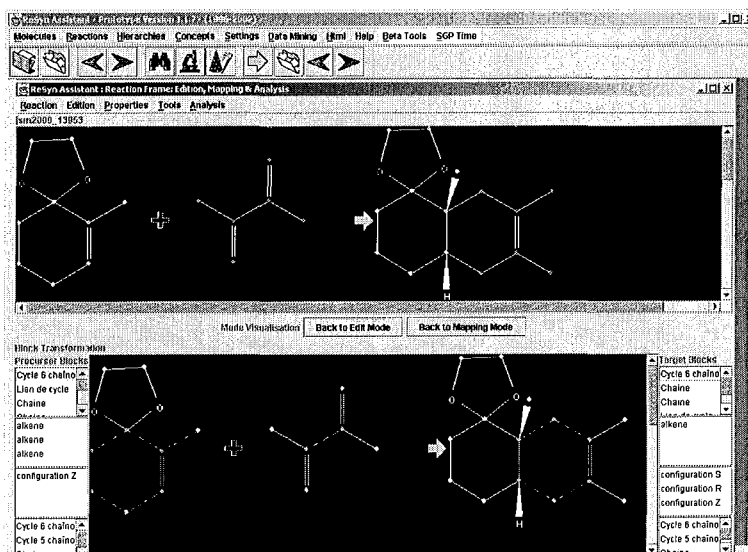 ReSyn Assistant - Prototype Version 1.1.7 - (1996-2002)
Molecules Reactions Hierarchies Concepts Settings Data Mining Html Help Beta Tools SGP Time
ReSyn Assistant : Reaction Frame: Edition, Mapping & Analysis
Reaction Edition Properties Tools Analysis
sm2000_13953
O O O
H
Mode Visualisation Back to Edit Mode Back to Mapping Mode
Block Transformation
Precursor Blocks Target Blocks
Cycle 6 chaino Cycle 6 chaino
Lian de cycle Chaine
Chaine Chaine
alkene alkene
alkene
alkene
configuration Z configuration S
configuration R
configuration Z
O O O
H
Cycle 6 chaino Cycle 6 chaino
Cycle 5 chaino Cycle 5 chaino